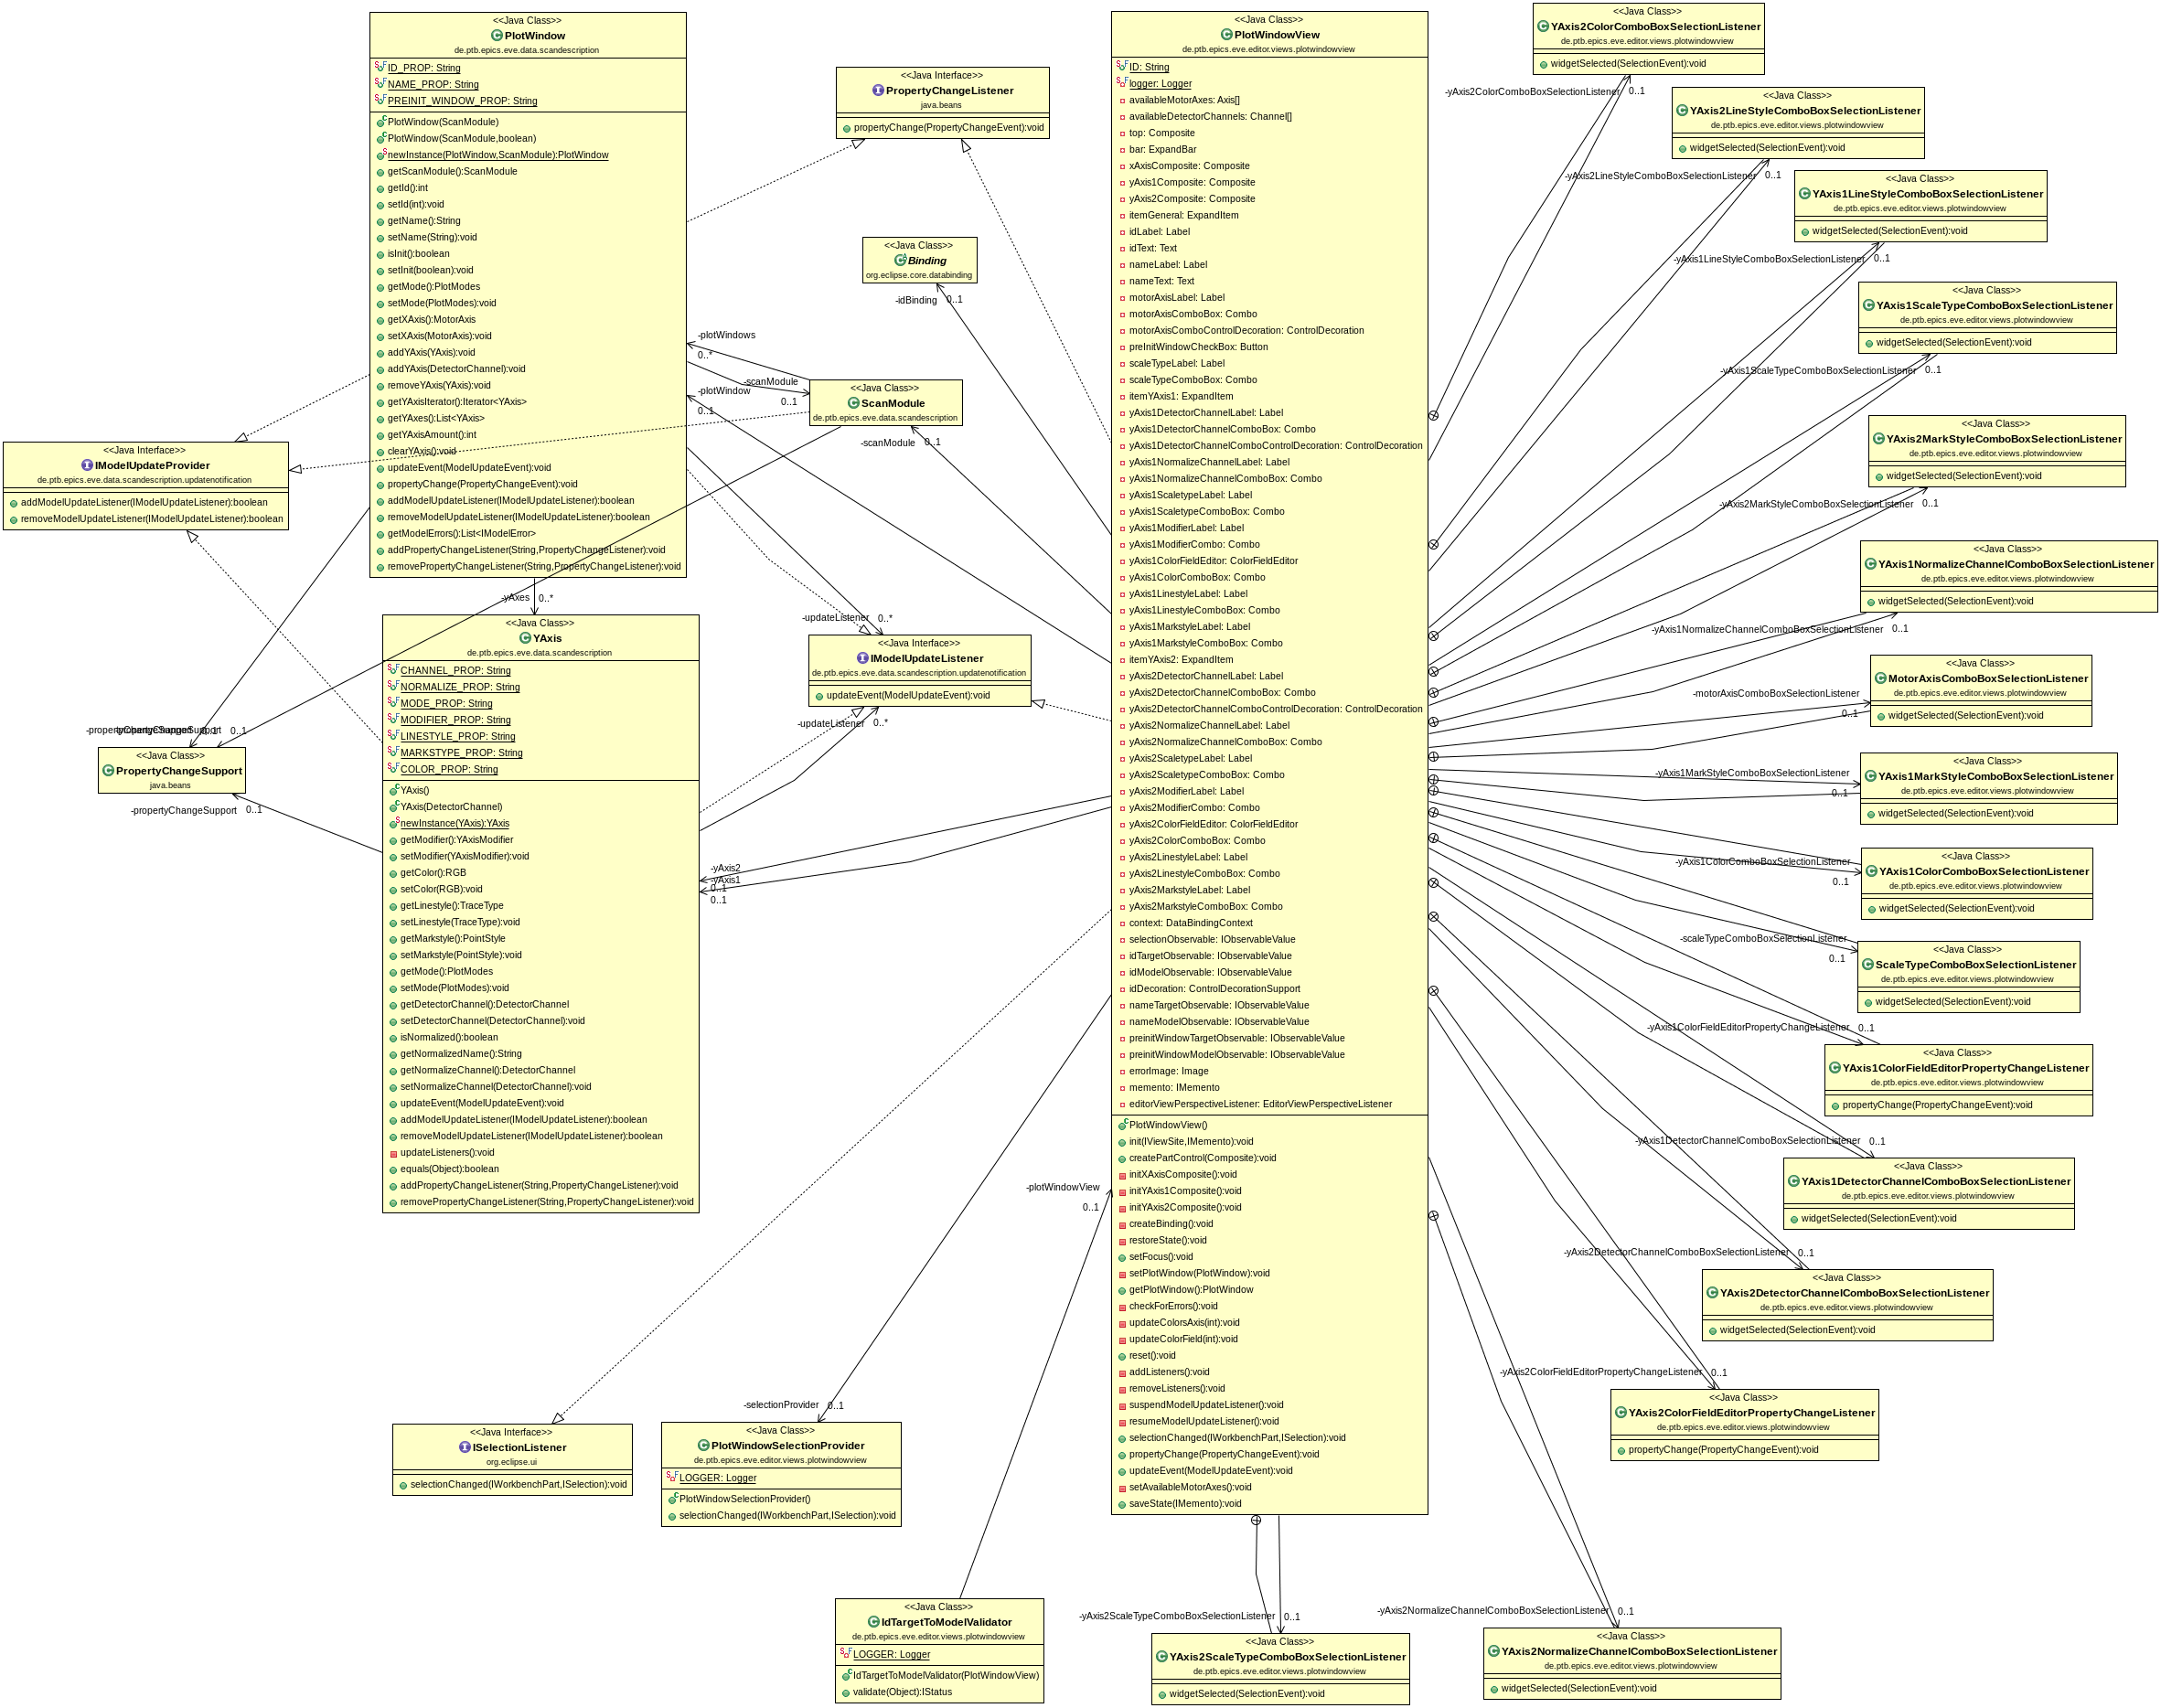 <<Java Class>>
PlotWindow
de.ptb.epics.eve.data.scandescription
ID_PROP: String
NAME_PROP: String
PREINIT_WINDOW_PROP: String
PlotWindow(ScanModule)
PlotWindow(ScanModule,boolean)
newInstance(PlotWindow,ScanModule):PlotWindow
getScanModule():ScanModule
getId():int
setId(int):void
getName():String
setName(String):void
isInit():boolean
setInit(boolean):void
getMode():PlotModes
setMode(PlotModes):void
getXAxis():MotorAxis
setXAxis(MotorAxis):void
addYAxis(YAxis):void
addYAxis(DetectorChannel):void
removeYAxis(YAxis):void
getYAxisIterator():Iterator<YAxis>
getYAxes():List<YAxis>
getYAxisAmount():int
clearYAxis():void
updateEvent(ModelUpdateEvent):void
propertyChange(PropertyChangeEvent):void
addModelUpdateListener(IModelUpdateListener):boolean
removeModelUpdateListener(IModelUpdateListener):boolean
getModelErrors():List<IModelError>
addPropertyChangeListener(String,PropertyChangeListener):void
removePropertyChangeListener(String,PropertyChangeListener):void
<<Java Interface>>
PropertyChangeListener
java.beans
propertyChange(PropertyChangeEvent):void
<<Java Class>>
Binding
org.eclipse.core.databinding
-idBinding 0..1
-plotWindows
0..*
-scanModule
0..1
-plotWindow
0..1
<<Java Class>>
ScanModule
de.ptb.epics.eve.data.scandescription
-scanModule 0..1
<<Java Interface>>
IModelUpdateProvider
de.ptb.epics.eve.data.scandescription.updatenotification
addModelUpdateListener(IModelUpdateListener):boolean
removeModelUpdateListener(IModelUpdateListener):boolean
-yAxes 0..*
<<Java Class>>
YAxis
de.ptb.epics.eve.data.scandescription
CHANNEL_PROP: String
NORMALIZE_PROP: String
MODE_PROP: String
MODIFIER_PROP: String
LINESTYLE_PROP: String
MARKSTYPE_PROP: String
COLOR_PROP: String
YAxis()
YAxis(DetectorChannel)
newInstance(YAxis):YAxis
getModifier():YAxisModifier
setModifier(YAxisModifier):void
getColor():RGB
setColor(RGB):void
getLinestyle():TraceType
setLinestyle(TraceType):void
getMarkstyle():PointStyle
setMarkstyle(PointStyle):void
getMode():PlotModes
setMode(PlotModes):void
getDetectorChannel():DetectorChannel
setDetectorChannel(DetectorChannel):void
isNormalized():boolean
getNormalizedName():String
getNormalizeChannel():DetectorChannel
setNormalizeChannel(DetectorChannel):void
updateEvent(ModelUpdateEvent):void
addModelUpdateListener(IModelUpdateListener):boolean
removeModelUpdateListener(IModelUpdateListener):boolean
updateListeners():void
equals(Object):boolean
addPropertyChangeListener(String,PropertyChangeListener):void
removePropertyChangeListener(String,PropertyChangeListener):void
-updateListener 0..*
<<Java Interface>>
IModelUpdateListener
de.ptb.epics.eve.data.scandescription.updatenotification
updateEvent(ModelUpdateEvent):void
-updateListener 0..*
0..1
<<Java Class>>
PropertyChangeSupport
java.beans
-propertyChangeSupport 0..1
-yAxis2
-yAxis1
0..1
0..1
<<Java Class>>
PlotWindowView
de.ptb.epics.eve.editor.views.plotwindowview
ID: String
logger: Logger
availableMotorAxes: Axis[]
availableDetectorChannels: Channel[]
top: Composite
bar: ExpandBar
xAxisComposite: Composite
yAxis1Composite: Composite
yAxis2Composite: Composite
itemGeneral: ExpandItem
idLabel: Label
idText: Text
nameLabel: Label
nameText: Text
motorAxisLabel: Label
motorAxisComboBox: Combo
motorAxisComboControlDecoration: ControlDecoration
preInitWindowCheckBox: Button
scaleTypeLabel: Label
scaleTypeComboBox: Combo
itemYAxis1: ExpandItem
yAxis1DetectorChannelLabel: Label
yAxis1DetectorChannelComboBox: Combo
yAxis1DetectorChannelComboControlDecoration: ControlDecoration
yAxis1NormalizeChannelLabel: Label
yAxis1NormalizeChannelComboBox: Combo
yAxis1ScaletypeLabel: Label
yAxis1ScaletypeComboBox: Combo
yAxis1ModifierLabel: Label
yAxis1ModifierCombo: Combo
yAxis1ColorFieldEditor: ColorFieldEditor
yAxis1ColorComboBox: Combo
yAxis1LinestyleLabel: Label
yAxis1LinestyleComboBox: Combo
yAxis1MarkstyleLabel: Label
yAxis1MarkstyleComboBox: Combo
itemYAxis2: ExpandItem
yAxis2DetectorChannelLabel: Label
yAxis2DetectorChannelComboBox: Combo
yAxis2DetectorChannelComboControlDecoration: ControlDecoration
yAxis2NormalizeChannelLabel: Label
yAxis2NormalizeChannelComboBox: Combo
yAxis2ScaletypeLabel: Label
yAxis2ScaletypeComboBox: Combo
yAxis2ModifierLabel: Label
yAxis2ModifierCombo: Combo
yAxis2ColorFieldEditor: ColorFieldEditor
yAxis2ColorComboBox: Combo
yAxis2LinestyleLabel: Label
yAxis2LinestyleComboBox: Combo
yAxis2MarkstyleLabel: Label
yAxis2MarkstyleComboBox: Combo
context: DataBindingContext
selectionObservable: IObservableValue
idTargetObservable: IObservableValue
idModelObservable: IObservableValue
idDecoration: ControlDecorationSupport
nameTargetObservable: IObservableValue
nameModelObservable: IObservableValue
preinitWindowTargetObservable: IObservableValue
preinitWindowModelObservable: IObservableValue
errorImage: Image
memento: IMemento
editorViewPerspectiveListener: EditorViewPerspectiveListener
PlotWindowView()
init(IViewSite,IMemento):void
createPartControl(Composite):void
initXAxisComposite():void
initYAxis1Composite():void
initYAxis2Composite():void
createBinding():void
restoreState():void
setFocus():void
setPlotWindow(PlotWindow):void
getPlotWindow():PlotWindow
checkForErrors():void
updateColorsAxis(int):void
updateColorField(int):void
reset():void
addListeners():void
removeListeners():void
suspendModelUpdateListener():void
resumeModelUpdateListener():void
selectionChanged(IWorkbenchPart,ISelection):void
propertyChange(PropertyChangeEvent):void
updateEvent(ModelUpdateEvent):void
setAvailableMotorAxes():void
saveState(IMemento):void
-plotWindowView
0..1
<<Java Interface>>
ISelectionListener
org.eclipse.ui
selectionChanged(IWorkbenchPart,ISelection):void
-selectionProvider 0..1
<<Java Class>>
PlotWindowSelectionProvider
de.ptb.epics.eve.editor.views.plotwindowview
LOGGER: Logger
PlotWindowSelectionProvider()
selectionChanged(IWorkbenchPart,ISelection):void
<<Java Class>>
IdTargetToModelValidator
de.ptb.epics.eve.editor.views.plotwindowview
LOGGER: Logger
IdTargetToModelValidator(PlotWindowView)
validate(Object):IStatus
<<Java Class>>
YAxis2ColorComboBoxSelectionListener
de.ptb.epics.eve.editor.views.plotwindowview
widgetSelected(SelectionEvent):void
-yAxis2ColorComboBoxSelectionListener 0..1
<<Java Class>>
YAxis2LineStyleComboBoxSelectionListener
de.ptb.epics.eve.editor.views.plotwindowview
widgetSelected(SelectionEvent):void
-yAxis2LineStyleComboBoxSelectionListener 0..1
<<Java Class>>
YAxis1LineStyleComboBoxSelectionListener
de.ptb.epics.eve.editor.views.plotwindowview
widgetSelected(SelectionEvent):void
-yAxis1LineStyleComboBoxSelectionListener 0..1
<<Java Class>>
YAxis1ScaleTypeComboBoxSelectionListener
de.ptb.epics.eve.editor.views.plotwindowview
widgetSelected(SelectionEvent):void
-yAxis1ScaleTypeComboBoxSelectionListener 0..1
<<Java Class>>
YAxis2MarkStyleComboBoxSelectionListener
de.ptb.epics.eve.editor.views.plotwindowview
widgetSelected(SelectionEvent):void
-yAxis2MarkStyleComboBoxSelectionListener 0..1
<<Java Class>>
YAxis1NormalizeChannelComboBoxSelectionListener
de.ptb.epics.eve.editor.views.plotwindowview
widgetSelected(SelectionEvent):void
-yAxis1NormalizeChannelComboBoxSelectionListener 0..1
<<Java Class>>
MotorAxisComboBoxSelectionListener
de.ptb.epics.eve.editor.views.plotwindowview
widgetSelected(SelectionEvent):void
-motorAxisComboBoxSelectionListener
0..1
<<Java Class>>
YAxis1MarkStyleComboBoxSelectionListener
de.ptb.epics.eve.editor.views.plotwindowview
widgetSelected(SelectionEvent):void
-yAxis1MarkStyleComboBoxSelectionListener
0..1
<<Java Class>>
YAxis1ColorComboBoxSelectionListener
de.ptb.epics.eve.editor.views.plotwindowview
widgetSelected(SelectionEvent):void
-yAxis1ColorComboBoxSelectionListener
0..1
<<Java Class>>
ScaleTypeComboBoxSelectionListener
de.ptb.epics.eve.editor.views.plotwindowview
widgetSelected(SelectionEvent):void
-scaleTypeComboBoxSelectionListener
0..1
-yAxis1ColorFieldEditorPropertyChangeListener 0..1
<<Java Class>>
YAxis1ColorFieldEditorPropertyChangeListener
de.ptb.epics.eve.editor.views.plotwindowview
propertyChange(PropertyChangeEvent):void
-yAxis1DetectorChannelComboBoxSelectionListener 0..1
<<Java Class>>
YAxis1DetectorChannelComboBoxSelectionListener
de.ptb.epics.eve.editor.views.plotwindowview
widgetSelected(SelectionEvent):void
-yAxis2DetectorChannelComboBoxSelectionListener 0..1
<<Java Class>>
YAxis2DetectorChannelComboBoxSelectionListener
de.ptb.epics.eve.editor.views.plotwindowview
widgetSelected(SelectionEvent):void
-yAxis2ColorFieldEditorPropertyChangeListener 0..1
<<Java Class>>
YAxis2ColorFieldEditorPropertyChangeListener
de.ptb.epics.eve.editor.views.plotwindowview
propertyChange(PropertyChangeEvent):void
-yAxis2ScaleTypeComboBoxSelectionListener 0..1
<<Java Class>>
YAxis2ScaleTypeComboBoxSelectionListener
de.ptb.epics.eve.editor.views.plotwindowview
widgetSelected(SelectionEvent):void
-yAxis2NormalizeChannelComboBoxSelectionListener 0..1
<<Java Class>>
YAxis2NormalizeChannelComboBoxSelectionListener
de.ptb.epics.eve.editor.views.plotwindowview
widgetSelected(SelectionEvent):void